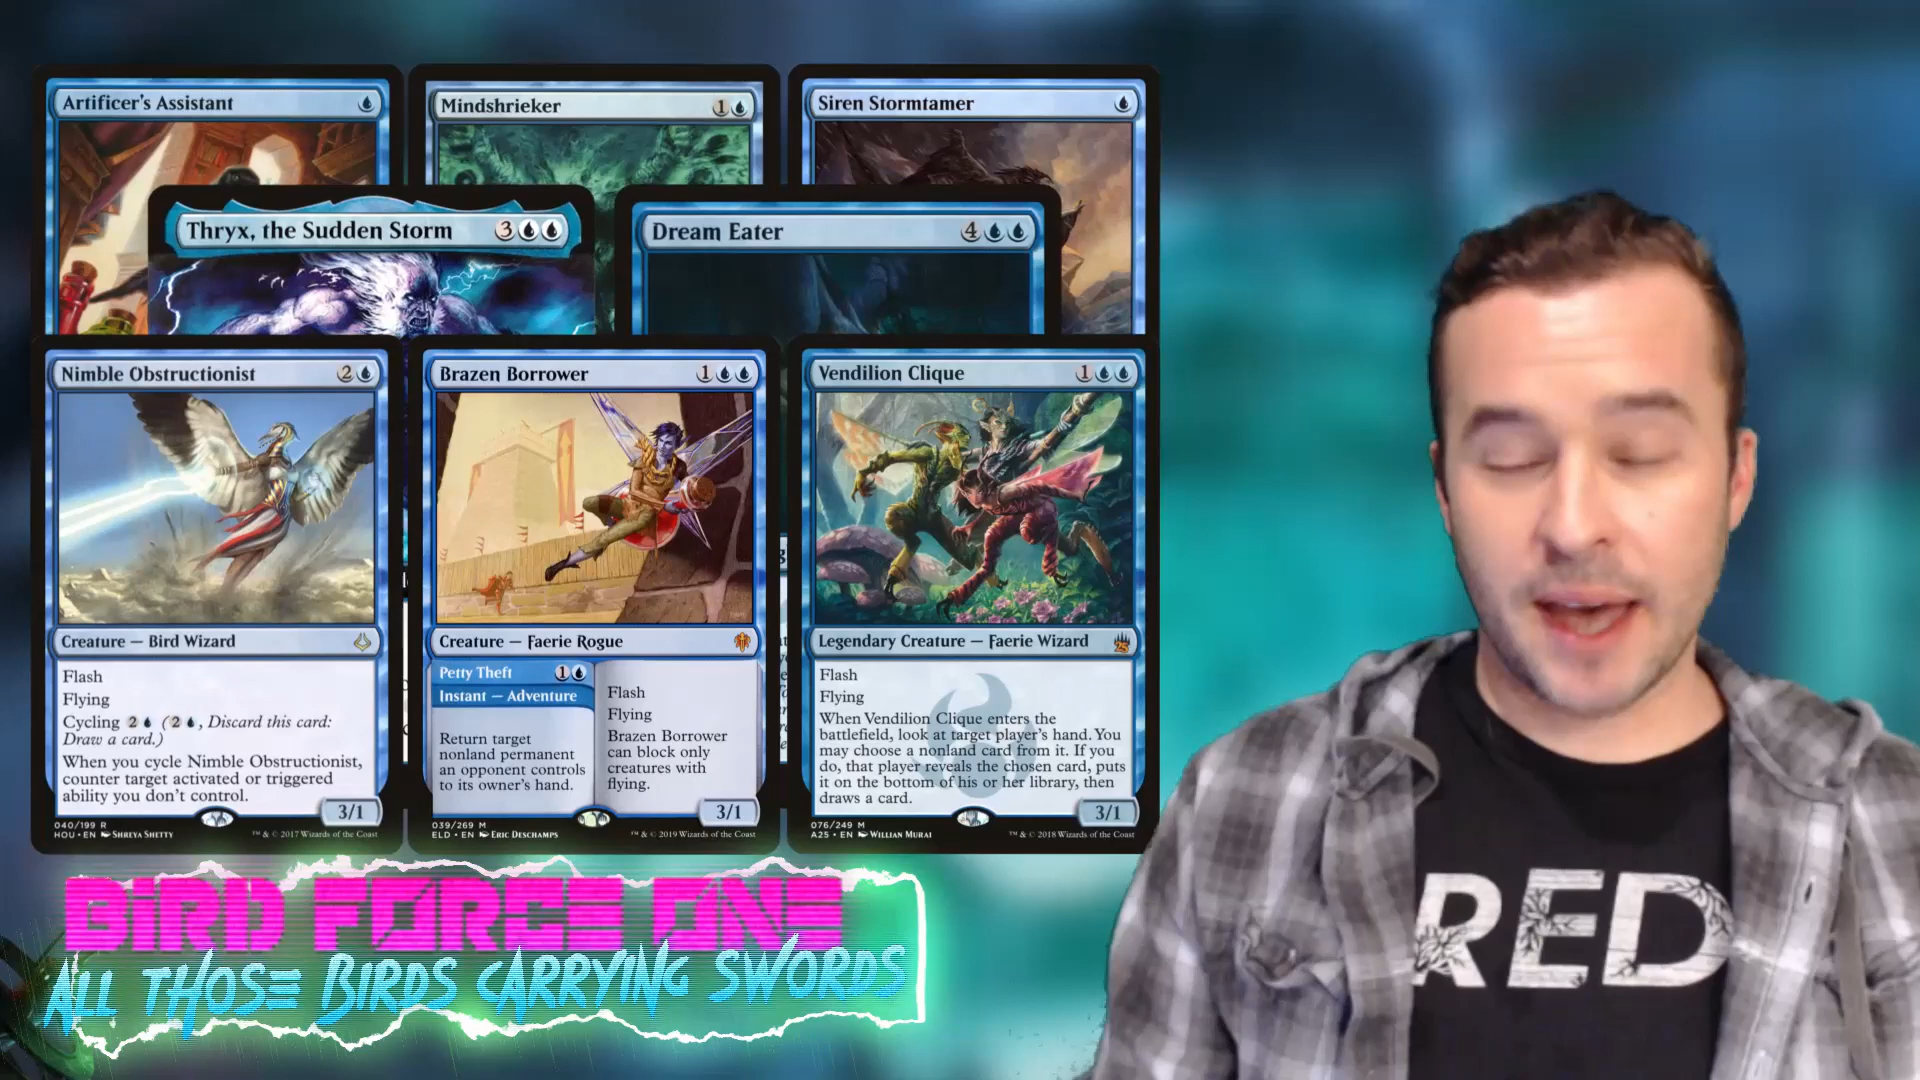 Artificer's Assistant
Mindshrieker 1
Siren Stormtamer
Thryx, the Sudden Storm 3
Dream Eater 4
Nimble Obstructionist 2
Creature — Bird Wizard
Flash
Flying
Cycling 2 (2 , Discard this card:
Draw a card.)
When you cycle Nimble Obstructionist,
counter target activated or triggered
ability you don't control.
3/1
040/199 R
HOU • EN SHREYA SHETTY
™ & © 2017 Wizards of the Coast
Brazen Borrower 1
Creature — Faerie Rogue
Petty Theft 1
Instant — Adventure
Return target
nonland permanent
an opponent controls
to its owner's hand.
Flash
Flying
Brazen Borrower
can block only
creatures with
flying.
3/1
039/269 M
ELD • EN ERIC DESCHAMPS
™ & © 2019 Wizards of the Coast
Vendilion Clique 1
Legendary Creature — Faerie Wizard
Flash
Flying
When Vendilion Clique enters the
battlefield, look at target player's hand. You
may choose a nonland card from it. If you
do, that player reveals the chosen card, puts
it on the bottom of his or her library, then
draws a card.
3/1
076/249 M
A25 • EN WILLIAN MURAI
™ & © 2018 Wizards of the Coast
BIRD FORCE ONE
ALL THOSE BIRDS CARRYING SWORDS
RED